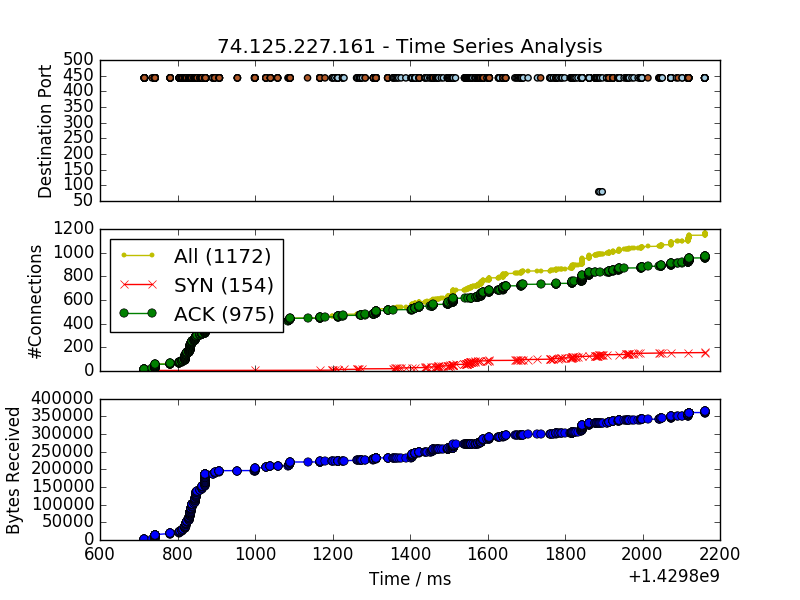 74.125.227.161 - Time Series Analysis
Destination Port
500
450
400
350
300
250
200
150
100
50
#Connections
1200
1000
800
600
400
200
0
All (1172)
SYN (154)
ACK (975)
Bytes Received
400000
350000
300000
250000
200000
150000
100000
50000
0
600 800 1000 1200 1400 1600 1800 2000 2200
Time / ms
+1.4298e9